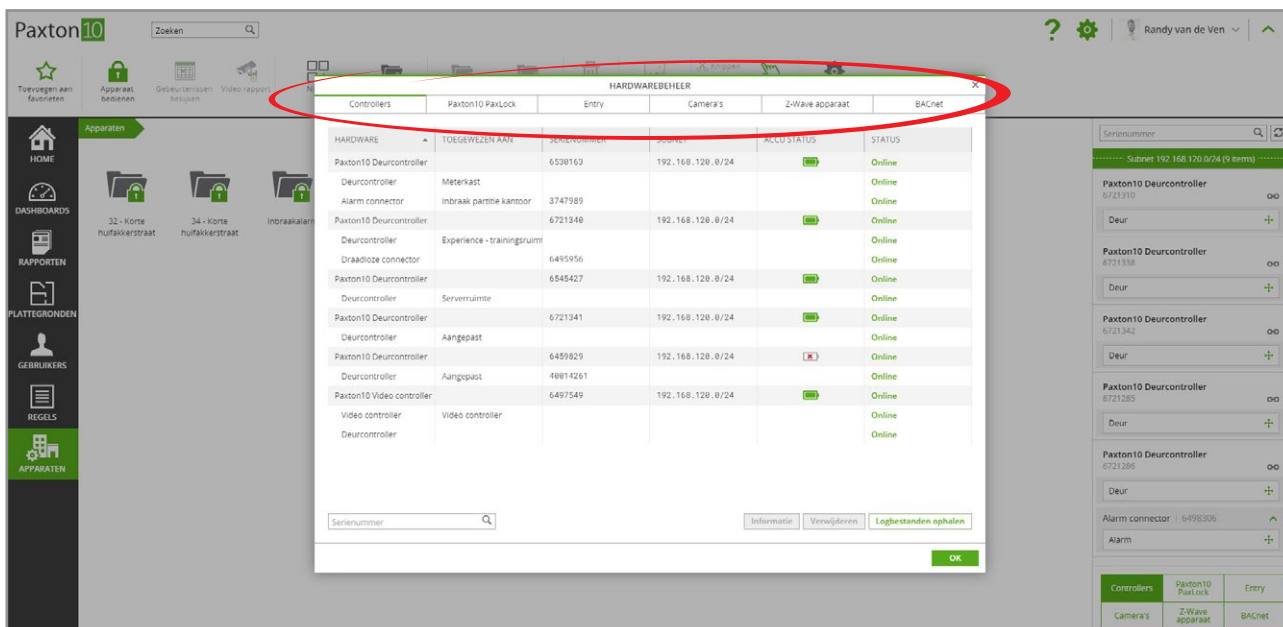 Paxton10
Zoeken
Randy van de Ven
Toevoegen aan favorieten
Apparaat bedienen
Gebeurtenissen bekijken
Video rapport
Knippen
HOME
DASHBOARDS
RAPPORTEN
PLATTEGRONDEN
GEBRUIKERS
REGELS
APPARATEN
Apparaten
32 - Korte huifakkerstraat
34 - Korte huifakkerstraat
HARDWAREBEHEER
Controllers Paxton10 PaxLock Entry Camera's Z-Wave apparaat BACnet
HARDWARE TOEGEWEZEN AAN SERIENUMMER SUBNET ACCU STATUS STATUS
Paxton10 Deurcontroller 6530163 192.168.120.0/24 Online
Deurcontroller Meterkast Online
Alarm connector Inbraak partitie kantoor 3747989 Online
Paxton10 Deurcontroller 6721340 192.168.120.0/24 Online
Deurcontroller Experience - trainingsruimt Online
Draadloze connector 6495956 Online
Paxton10 Deurcontroller 6545427 192.168.120.0/24 Online
Deurcontroller Serverruimte Online
Paxton10 Deurcontroller 6721341 192.168.120.0/24 Online
Deurcontroller Aangepast Online
Paxton10 Deurcontroller 6459829 192.168.120.0/24 Online
Deurcontroller Aangepast 40014261 Online
Paxton10 Video controller 6497549 192.168.120.0/24 Online
Video controller Video controller Online
Deurcontroller Online
Serienummer
Informatie Verwijderen Logbestanden ophalen
OK
Serienummer
Subnet 192.168.120.0/24 (9 items)
Paxton10 Deurcontroller
6721310
Deur
Paxton10 Deurcontroller
6721338
Deur
Paxton10 Deurcontroller
6721342
Deur
Paxton10 Deurcontroller
6721285
Deur
Paxton10 Deurcontroller
6721286
Deur
Alarm connector 6498306
Alarm
Controllers Paxton10 PaxLock Entry
Camera's Z-Wave apparaat BACnet